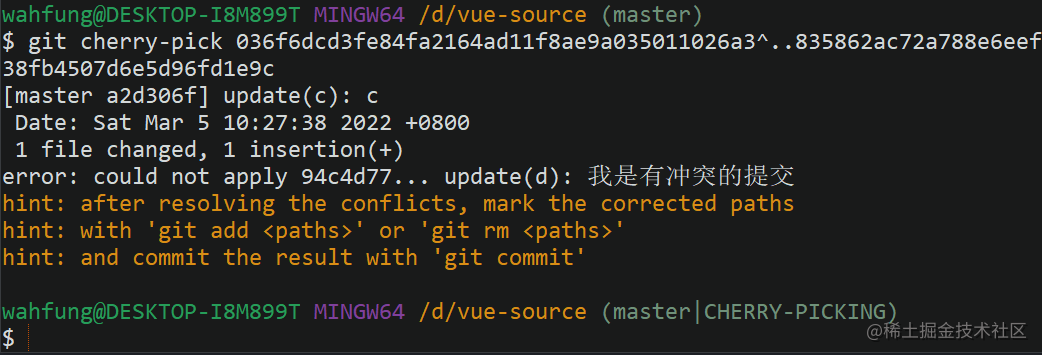 wahfung@DESKTOP-I8M899T MINGW64 /d/vue-source (master)
$ git cherry-pick 036f6dcd3fe84fa2164ad11f8ae9a035011026a3^..835862ac72a788e6eef
38fb4507d6e5d96fd1e9c
[master a2d306f] update(c): c
 Date: Sat Mar 5 10:27:38 2022 +0800
 1 file changed, 1 insertion(+)
error: could not apply 94c4d77... update(d): 我是有冲突的提交
hint: after resolving the conflicts, mark the corrected paths
hint: with 'git add <paths>' or 'git rm <paths>'
hint: and commit the result with 'git commit'
wahfung@DESKTOP-I8M899T MINGW64 /d/vue-source (master|CHERRY-PICKING)
$
@稀土掘金技术社区